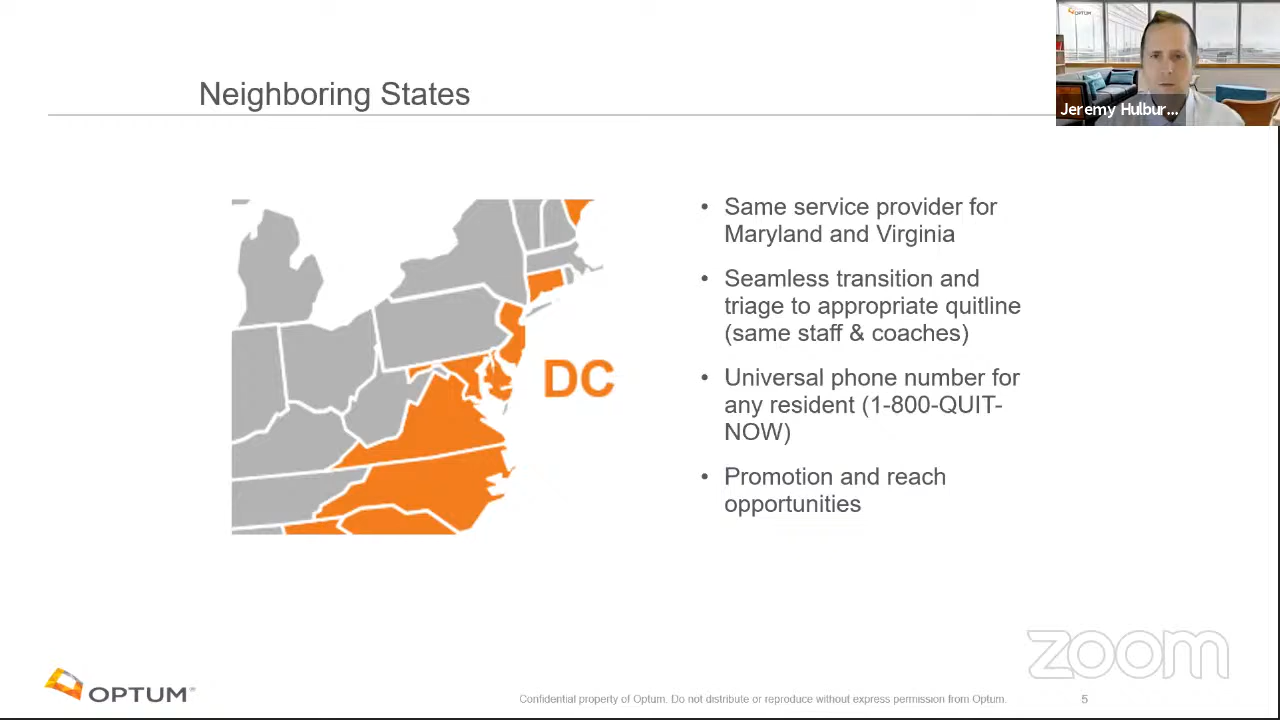 OPTUM
Jeremy Hulbur...
Neighboring States
DC
• Same service provider for
Maryland and Virginia
• Seamless transition and
triage to appropriate quitline
(same staff & coaches)
• Universal phone number for
any resident (1-800-QUIT-
NOW)
• Promotion and reach
opportunities
zoom
OPTUM®
Confidential property of Optum. Do not distribute or reproduce without express permission from Optum.
5